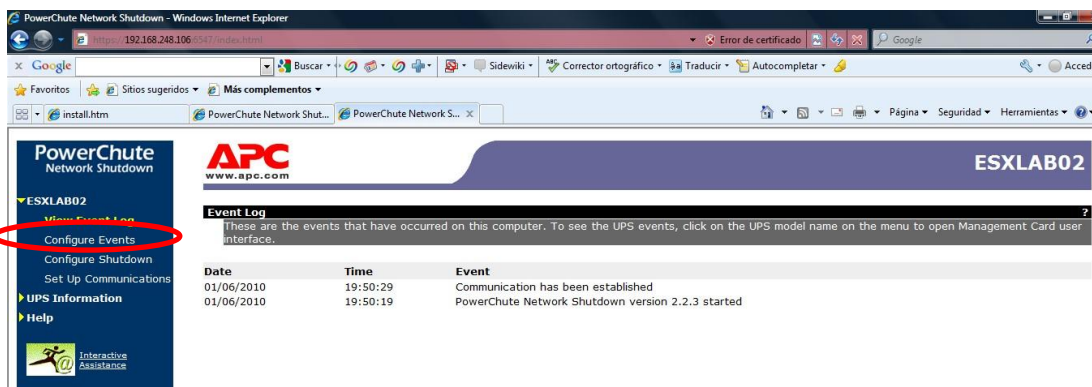 PowerChute Network Shutdown - Windows Internet Explorer
https://192.168.248.106:6547/index.html
Error de certificado
Google
x Google
Buscar
Sidewiki
Corrector ortográfico
Traducir
Autocompletar
Acced
Favoritos
Sitios sugeridos
Más complementos
install.htm
PowerChute Network Shut...
PowerChute Network S... x
Página
Seguridad
Herramientas
PowerChute
Network Shutdown
APC
www.apc.com
ESXLAB02
ESXLAB02
View Event Log
Configure Events
Configure Shutdown
Set Up Communications
UPS Information
Help
Interactive
Assistance
Event Log ?
These are the events that have occurred on this computer. To see the UPS events, click on the UPS model name on the menu to open Management Card user
interface.
Date Time Event
01/06/2010 19:50:29 Communication has been established
01/06/2010 19:50:19 PowerChute Network Shutdown version 2.2.3 started